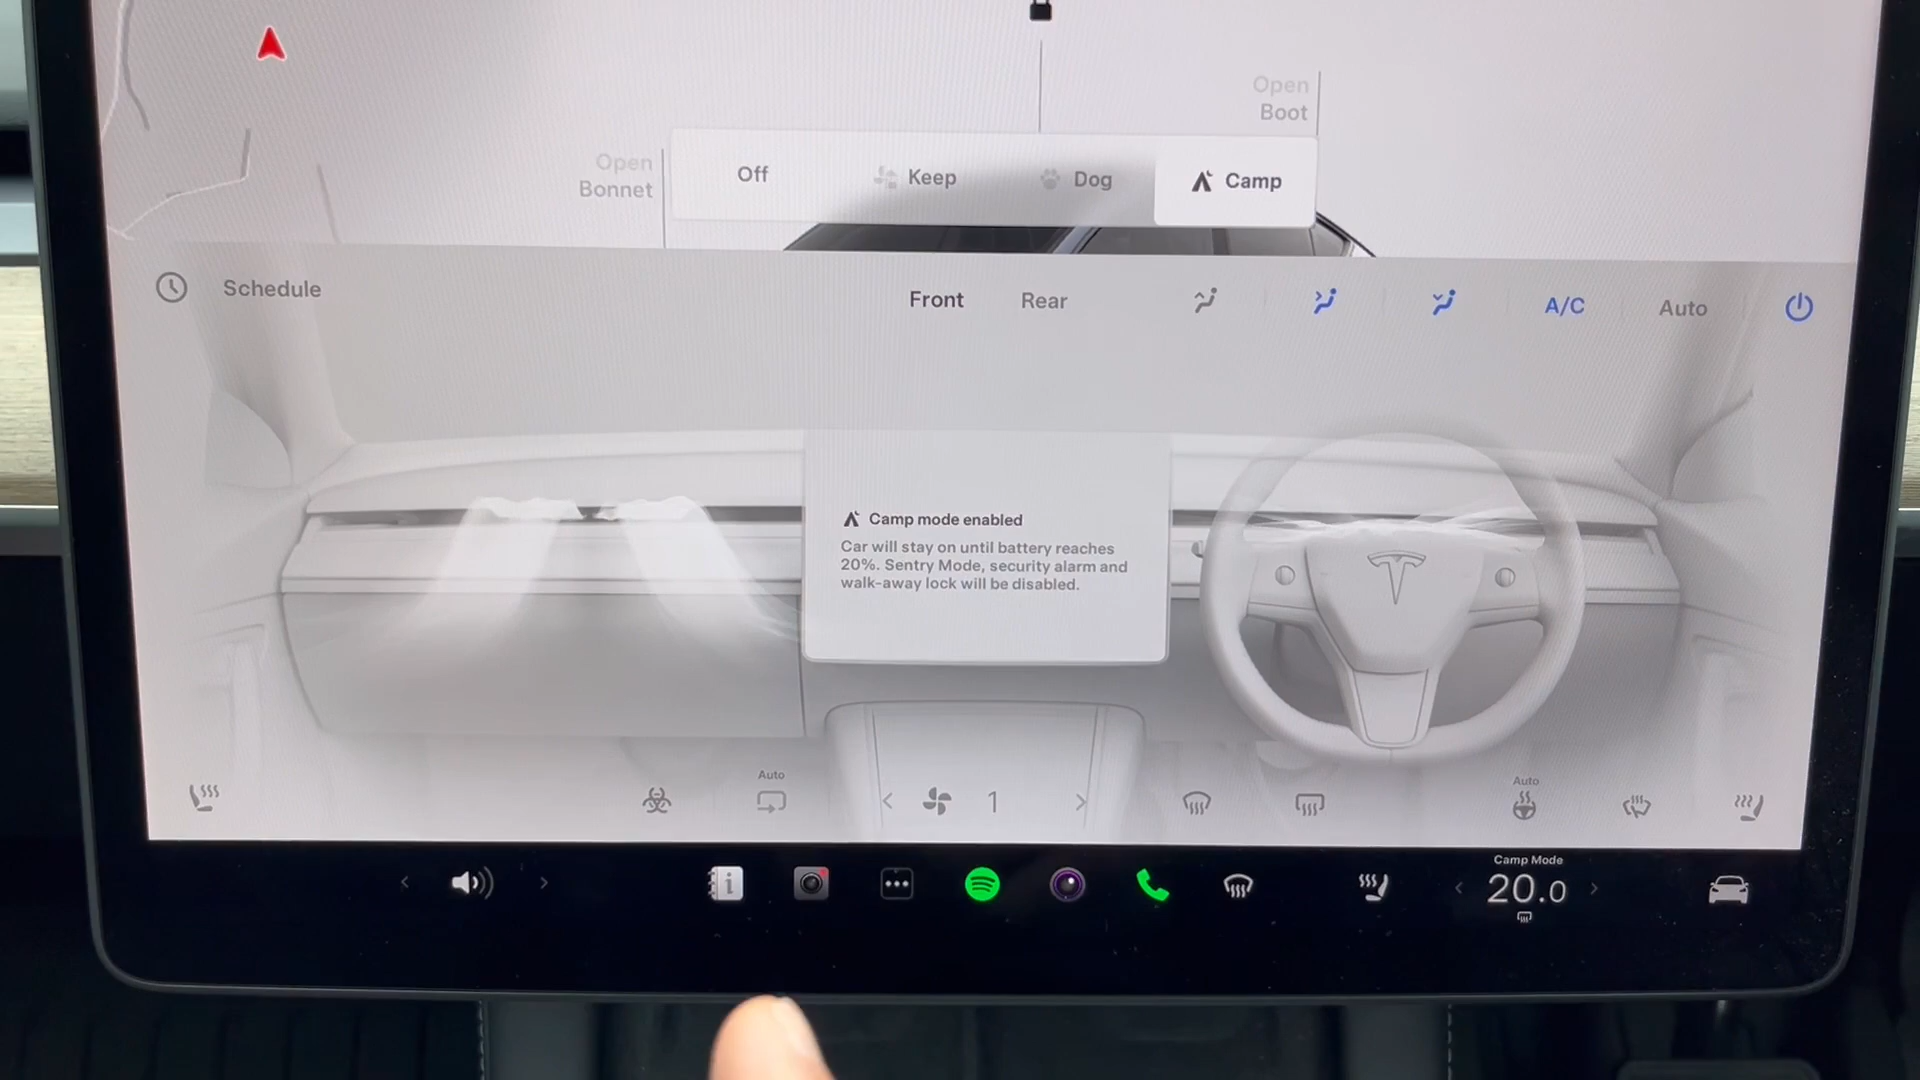 Open
Boot
Open
Bonnet
Off
Keep
Dog
Camp
Schedule
Front
Rear
A/C
Auto
Camp mode enabled
Car will stay on until battery reaches
20%. Sentry Mode, security alarm and
walk-away lock will be disabled.
Auto
1
Auto
Camp Mode
20.0